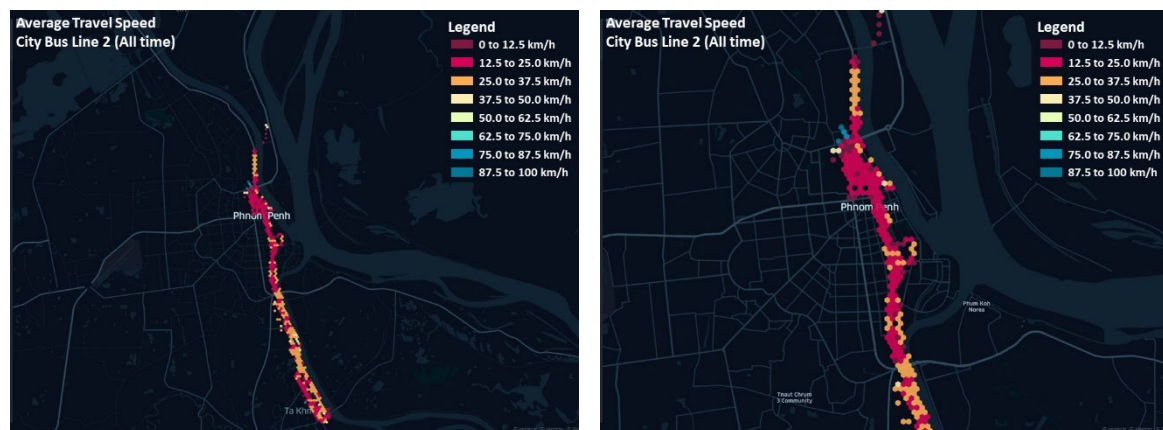 Average Travel Speed
City Bus Line 2 (All time)
Legend
0 to 12.5 km/h
12.5 to 25.0 km/h
25.0 to 37.5 km/h
37.5 to 50.0 km/h
50.0 to 62.5 km/h
62.5 to 75.0 km/h
75.0 to 87.5 km/h
87.5 to 100 km/h
Phnom Penh
Ta Kh
Average Travel Speed
City Bus Line 2 (All time)
Legend
0 to 12.5 km/h
12.5 to 25.0 km/h
25.0 to 37.5 km/h
37.5 to 50.0 km/h
50.0 to 62.5 km/h
62.5 to 75.0 km/h
75.0 to 87.5 km/h
87.5 to 100 km/h
Phnom Penh
Phum Koh
Norea
Tnaut Chrum
3 Community